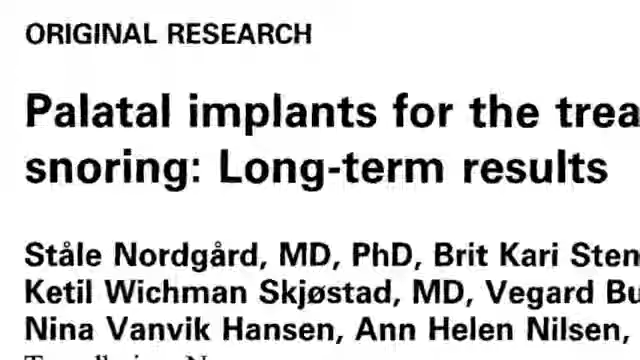 ORIGINAL RESEARCH
Palatal implants for the trea
snoring: Long-term results
Ståle Nordgård, MD, PhD, Brit Kari Sten
Ketil Wichman Skjøstad, MD, Vegard Bu
Nina Vanvik Hansen, Ann Helen Nilsen,